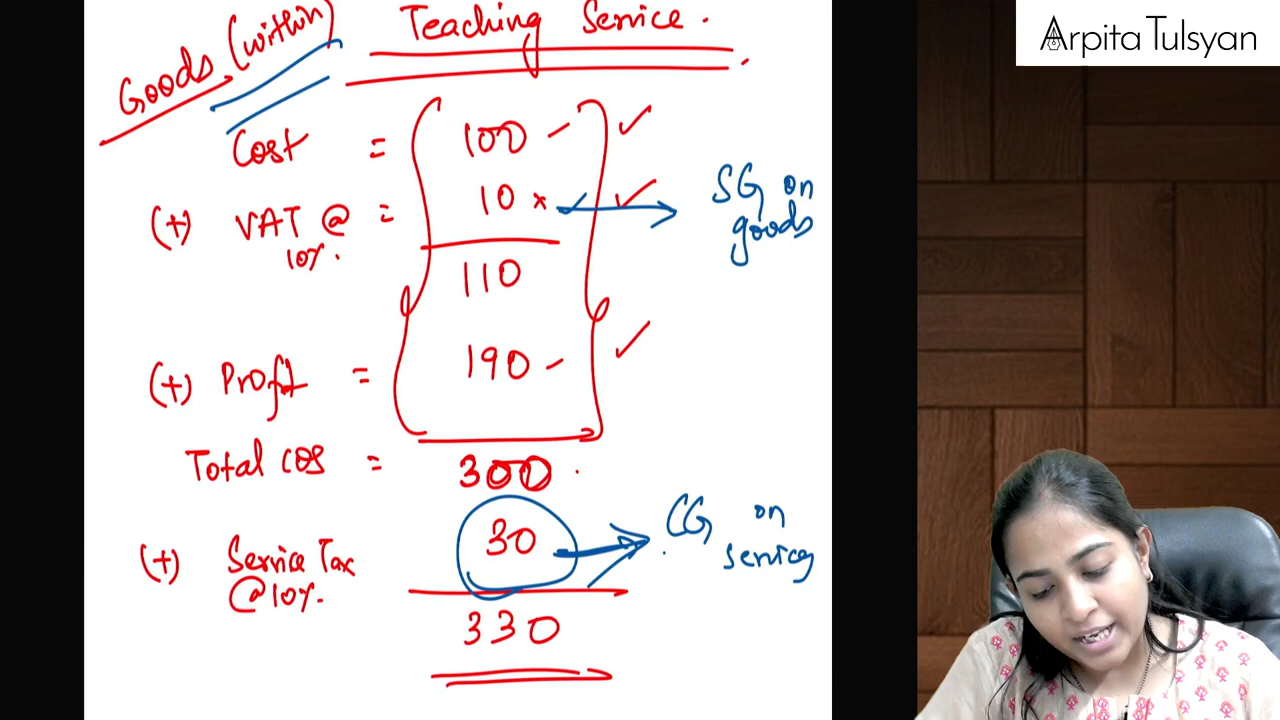 Arpita Tulsyan
Goods (within)
Teaching Service.
Cost = 100 - ✓
(+) VAT @ 10%. = 10 × ✓ ✓ → SG on goods
110
(+) Profit = 190 - ✓
Total cos = 300.
(+) Service Tax @ 10%. 30 → CG on services
330